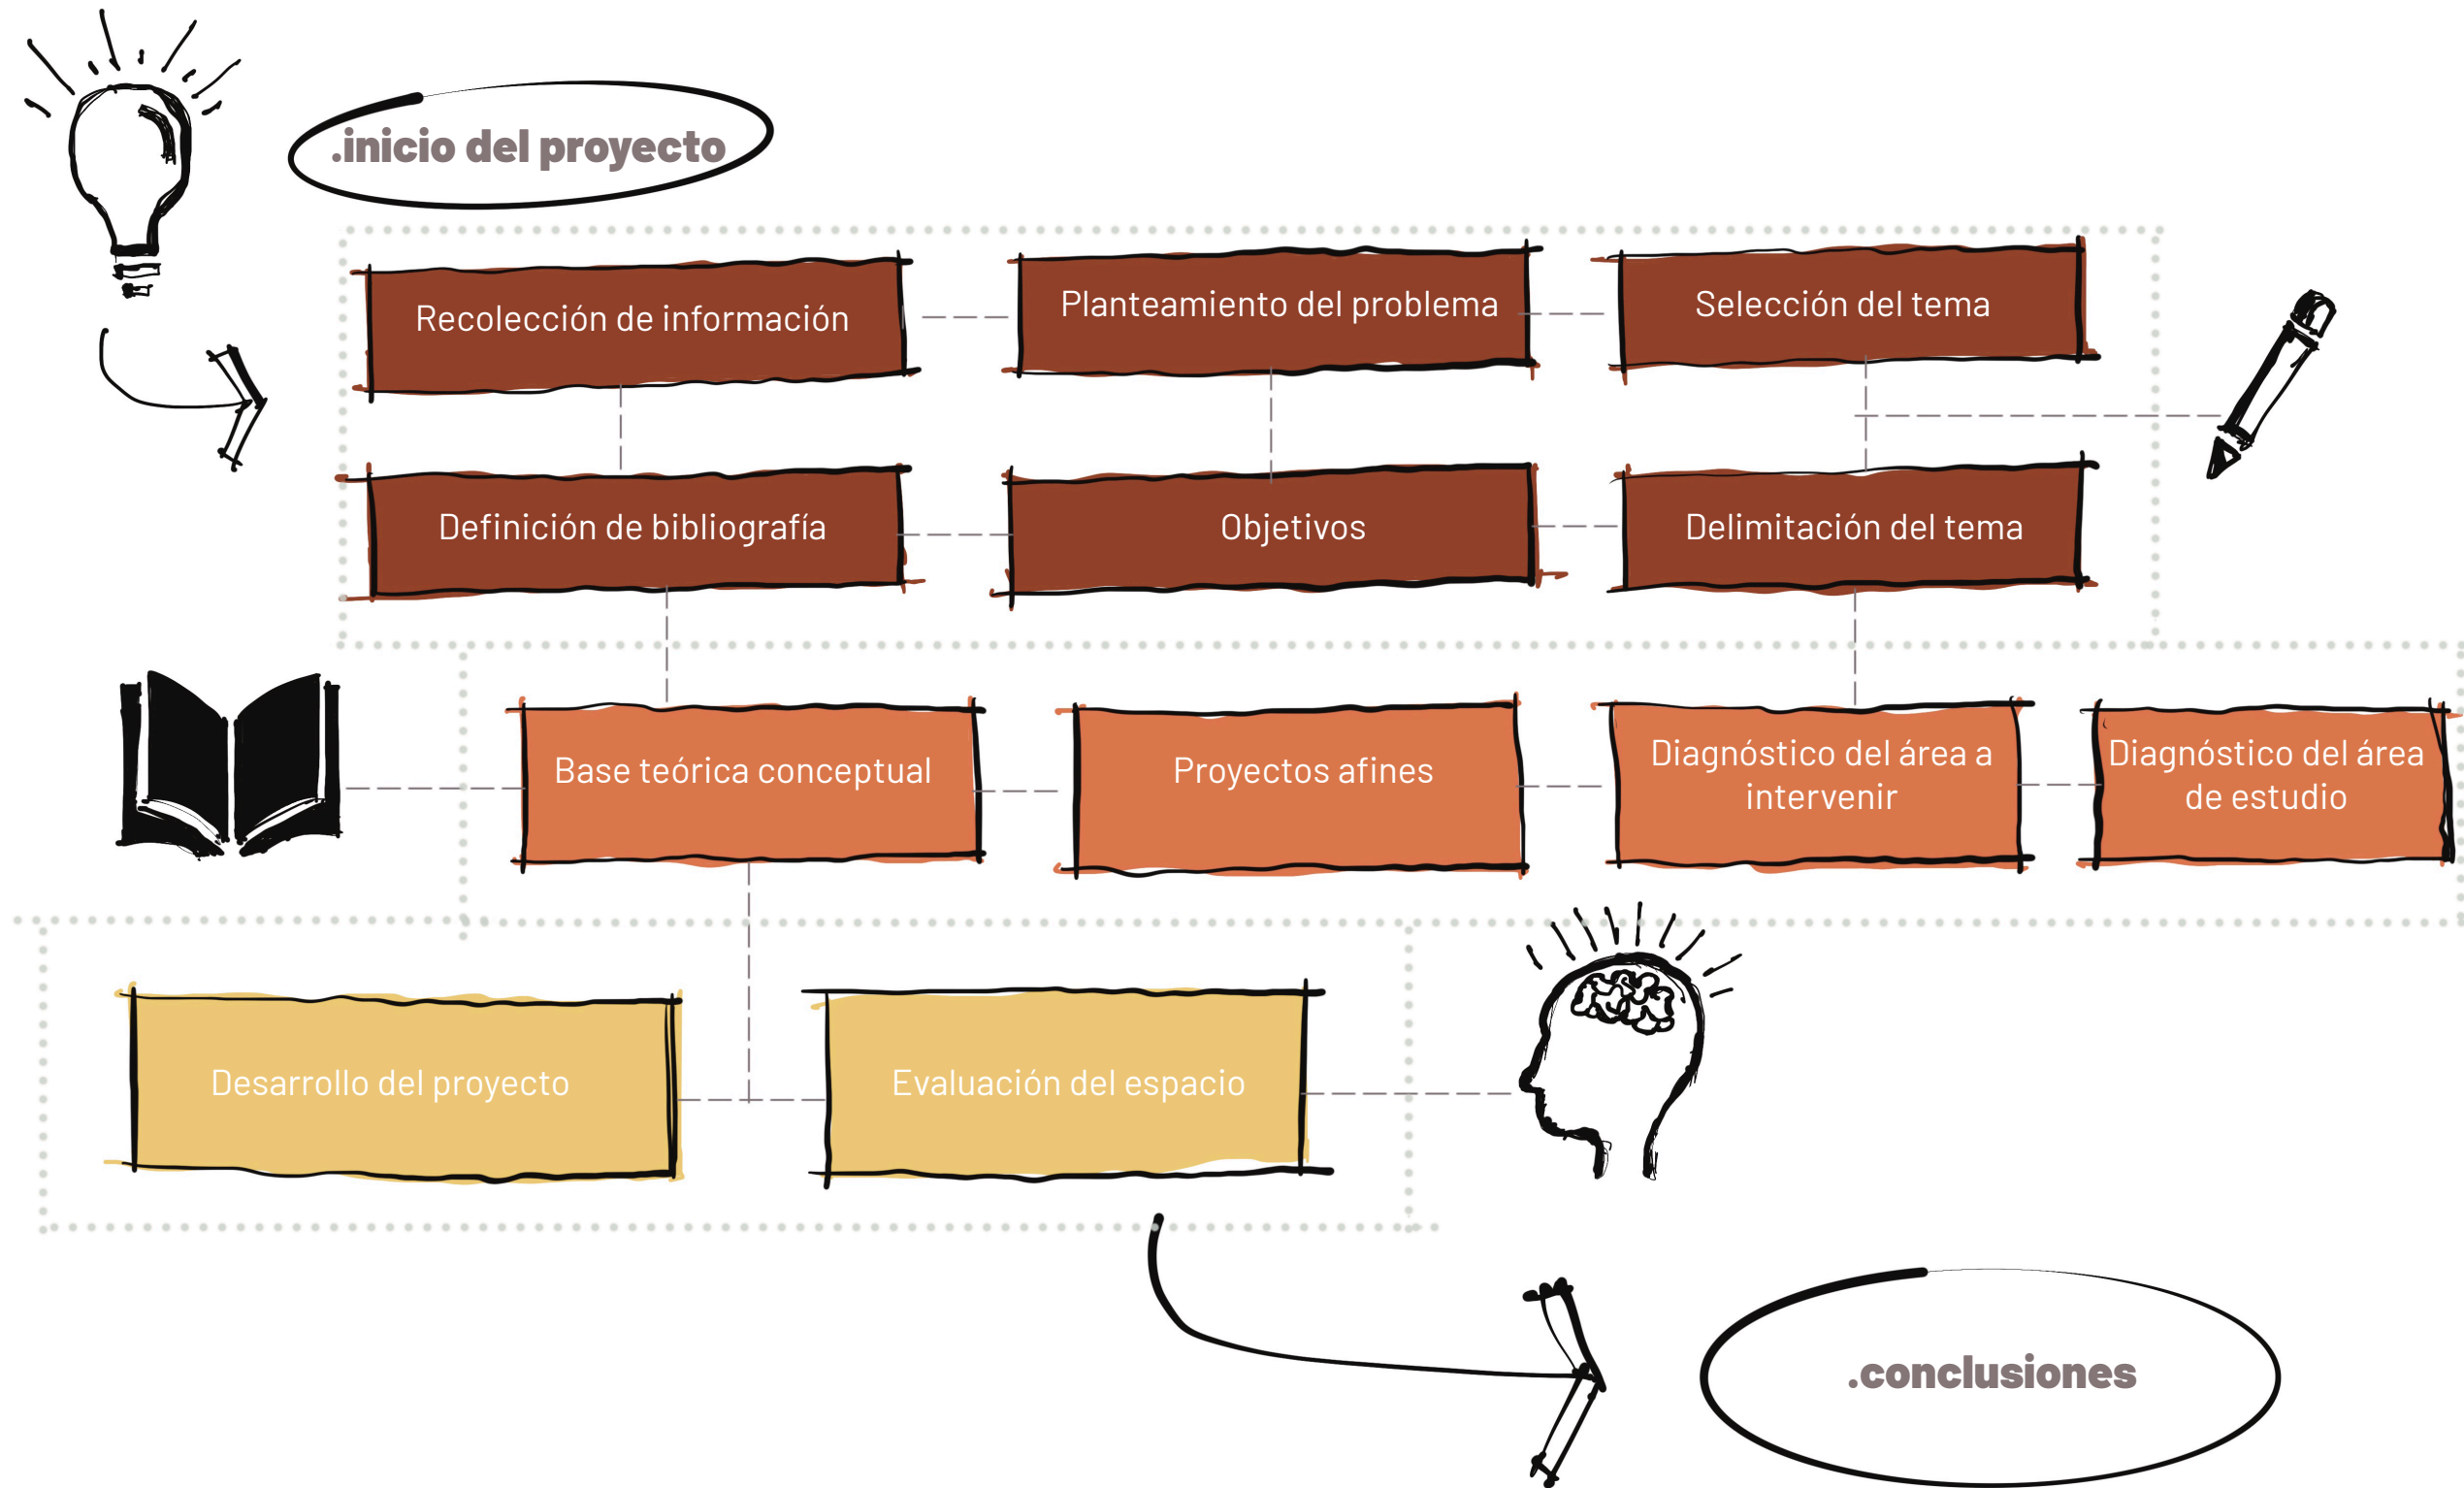 .inicio del proyecto
Recolección de información
Planteamiento del problema
Selección del tema
Definición de bibliografía
Objetivos
Delimitación del tema
Base teórica conceptual
Proyectos afines
Diagnóstico del área a
intervenir
Diagnóstico del área
de estudio
Desarrollo del proyecto
Evaluación del espacio
.conclusiones